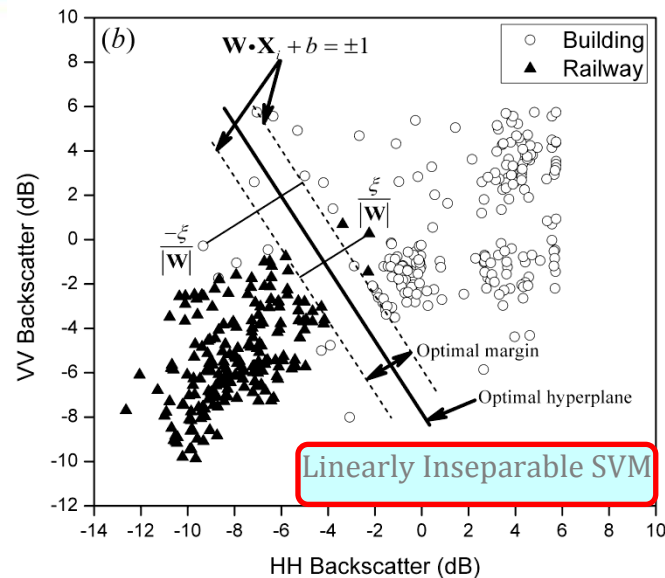 (b)
W•X_i + b = ±1
Building
Railway
-ξ/|W|
ξ/|W|
Optimal margin
Optimal hyperplane
Linearly Inseparable SVM
VV Backscatter (dB)
10
8
6
4
2
0
-2
-4
-6
-8
-10
-12
-14 -12 -10 -8 -6 -4 -2 0 2 4 6 8 10
HH Backscatter (dB)